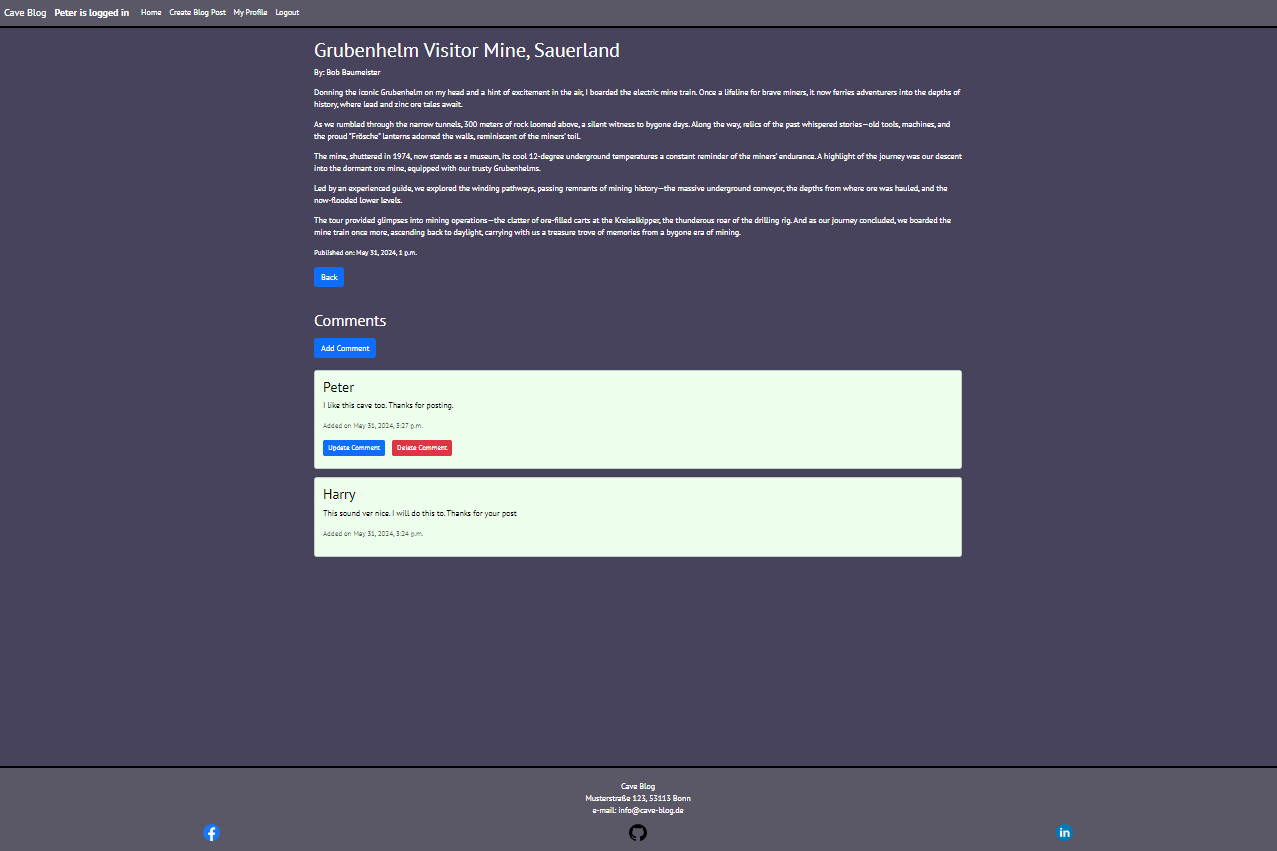 Cave Blog Peter is logged in Home Create Blog Post My Profile Logout
Grubenhelm Visitor Mine, Sauerland
By: Bob Baumeister
Donning the iconic Grubenhelm on my head and a hint of excitement in the air, I boarded the electric mine train. Once a lifeline for brave miners, it now ferries adventurers into the depths of
history, where lead and zinc ore tales await.
As we rumbled through the narrow tunnels, 300 meters of rock loomed above, a silent witness to bygone days. Along the way, relics of the past whispered stories—old tools, machines, and
the proud "Frösche" lanterns adorned the walls, reminiscent of the miners' toil.
The mine, shuttered in 1974, now stands as a museum, its cool 12-degree underground temperatures a constant reminder of the miners' endurance. A highlight of the journey was our descent
into the dormant ore mine, equipped with our trusty Grubenhelms.
Led by an experienced guide, we explored the winding pathways, passing remnants of mining history—the massive underground conveyor, the depths from where ore was hauled, and the
now-flooded lower levels.
The tour provided glimpses into mining operations—the clatter of ore-filled carts at the Kreiselkipper, the thunderous roar of the drilling rig. And as our journey concluded, we boarded the
mine train once more, ascending back to daylight, carrying with us a treasure trove of memories from a bygone era of mining.
Published on: May 31, 2024, 1 p.m.
Back
Comments
Add Comment
Peter
I like this cave too. Thanks for posting.
Added on May 31, 2024, 3:27 p.m.
Update Comment Delete Comment
Harry
This sound ver nice. I will do this to. Thanks for your post
Added on May 31, 2024, 3:24 p.m.
Cave Blog
Musterstraße 123, 53113 Bonn
e-mail: info@cave-blog.de
in